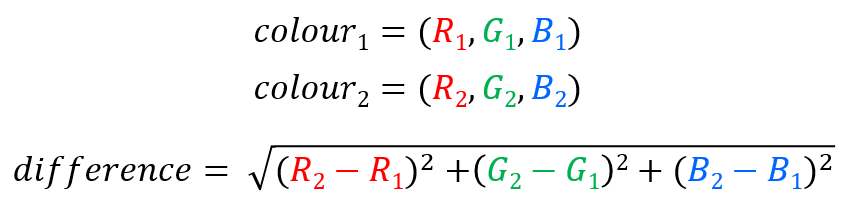 colour₁ = (R₁, G₁, B₁)
colour₂ = (R₂, G₂, B₂)
difference = √((R₂ − R₁)² +(G₂ − G₁)² + (B₂ − B₁)²)